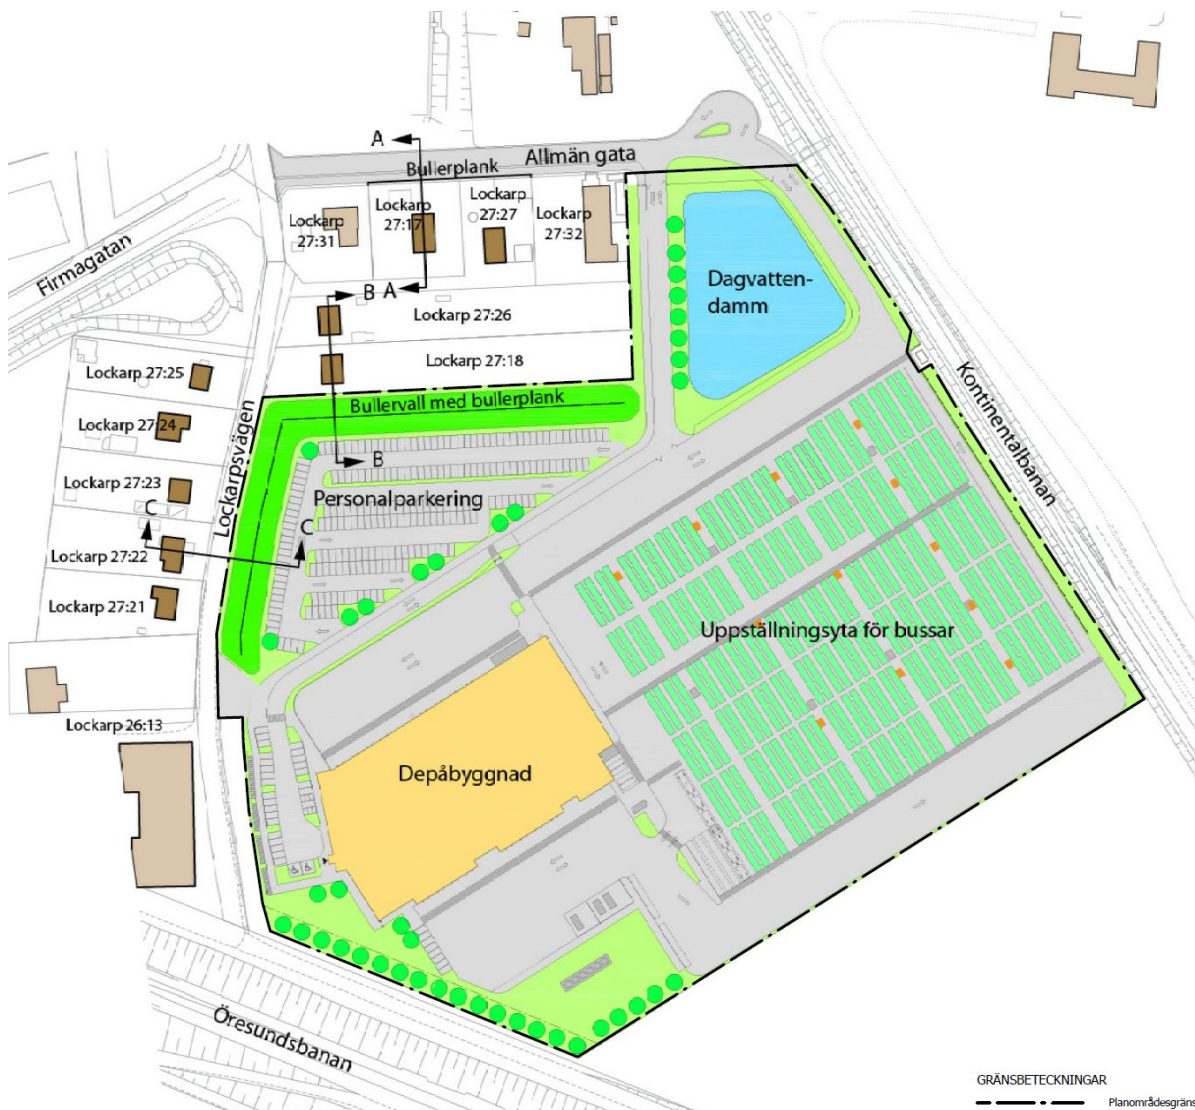 A
Bullerplank
Allmän gata
Lockarp
27:31
Lockarp
27:17
Lockarp
27:27
Lockarp
27:32
Firmagatan
B
A
Lockarp 27:26
Dagvatten-
damm
Lockarp 27:18
Kontinentalbanan
Lockarp 27:25
Bullervall med bullerplank
Lockarp 27:24
Lockarpsvägen
B
Lockarp 27:23
Personalparkering
C
C
Lockarp 27:22
Lockarp 27:21
Uppställningsyta för bussar
Lockarp 26:13
Depåbyggnad
Öresundsbanan
GRÄNSBETECKNINGAR
Planområdesgräns